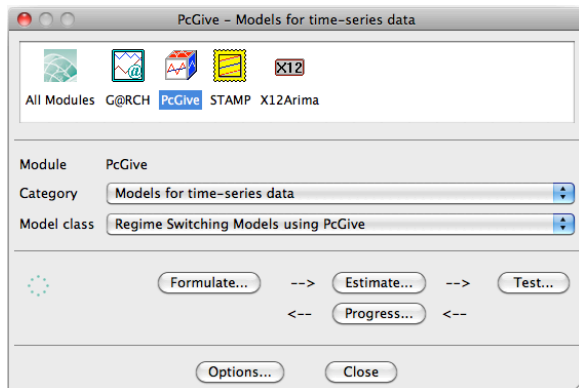 PcGive - Models for time-series data
X12
All Modules G@RCH PcGive STAMP X12Arima
Module PcGive
Category Models for time-series data
Model class Regime Switching Models using PcGive
Formulate... --> Estimate... --> Test...
<-- Progress... <--
Options... Close